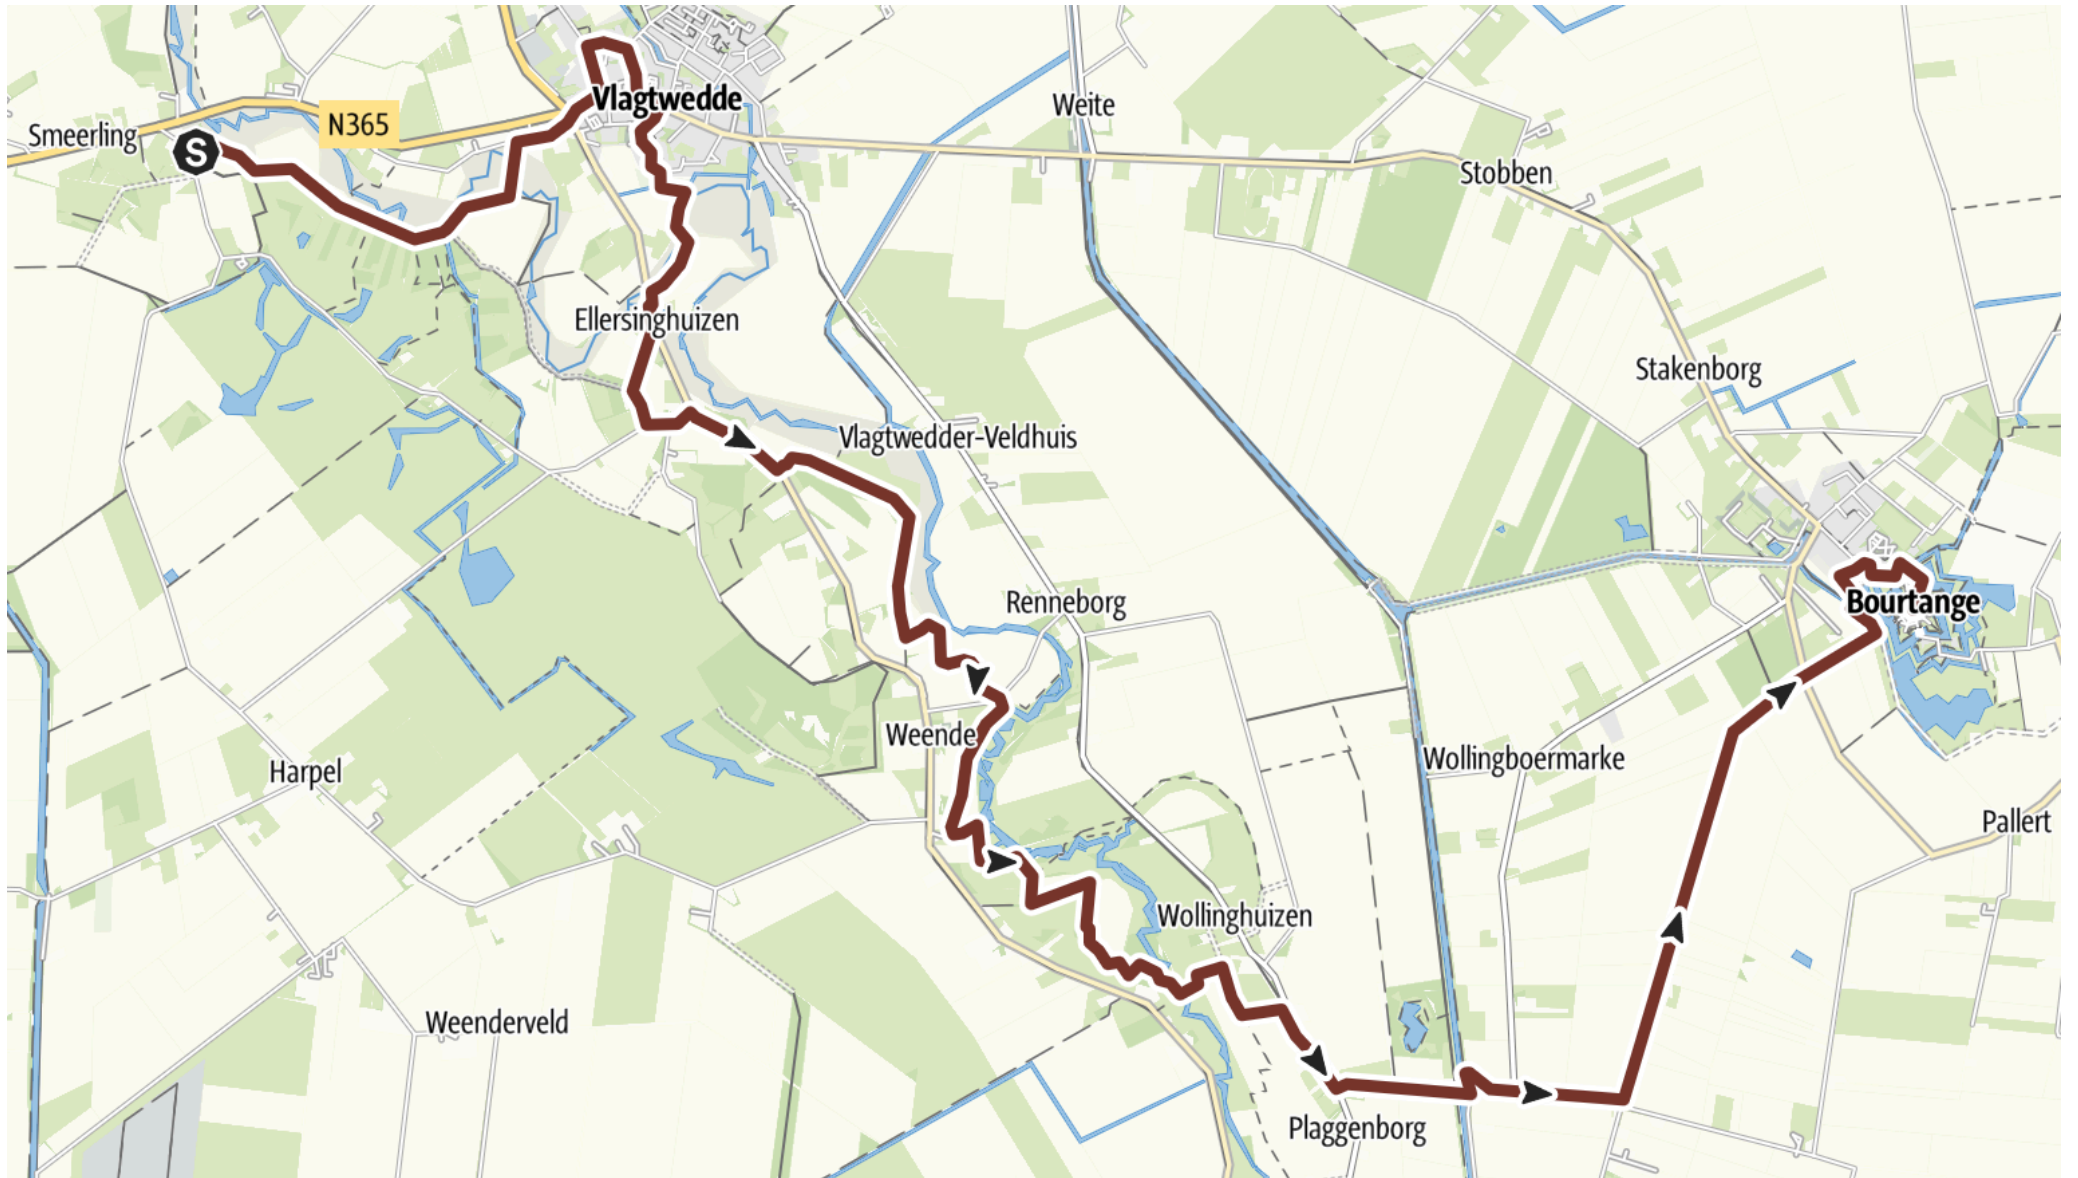 Vlagtwedde
Weite
N365
Smeerling
S
Stobben
Ellersinghuizen
Stakenborg
Vlagtwedder-Veldhuis
Renneborg
Bourtange
Weende
Wollingboermarke
Harpel
Pallert
Wollinghuizen
Weenderveld
Plaggenborg